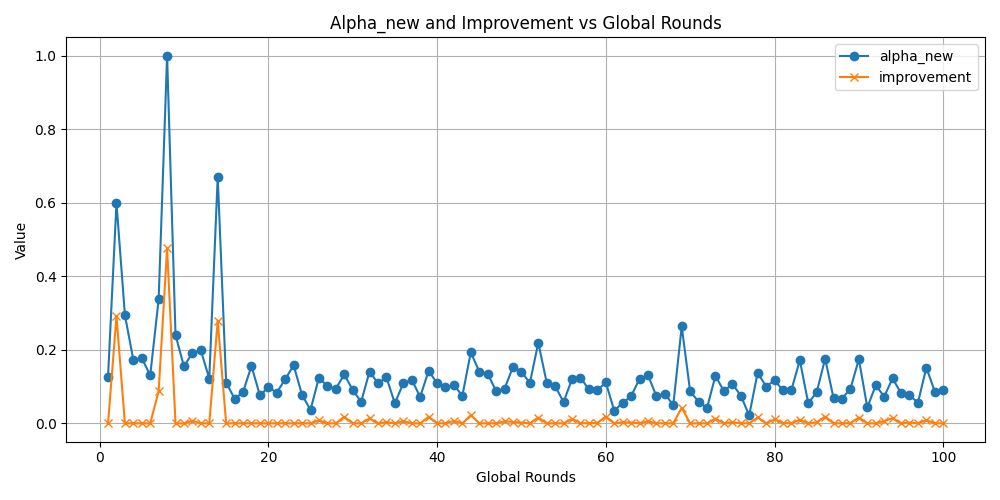 Alpha_new and Improvement vs Global Rounds
alpha_new
improvement
Value
1.0
0.8
0.6
0.4
0.2
0.0
0 20 40 60 80 100
Global Rounds